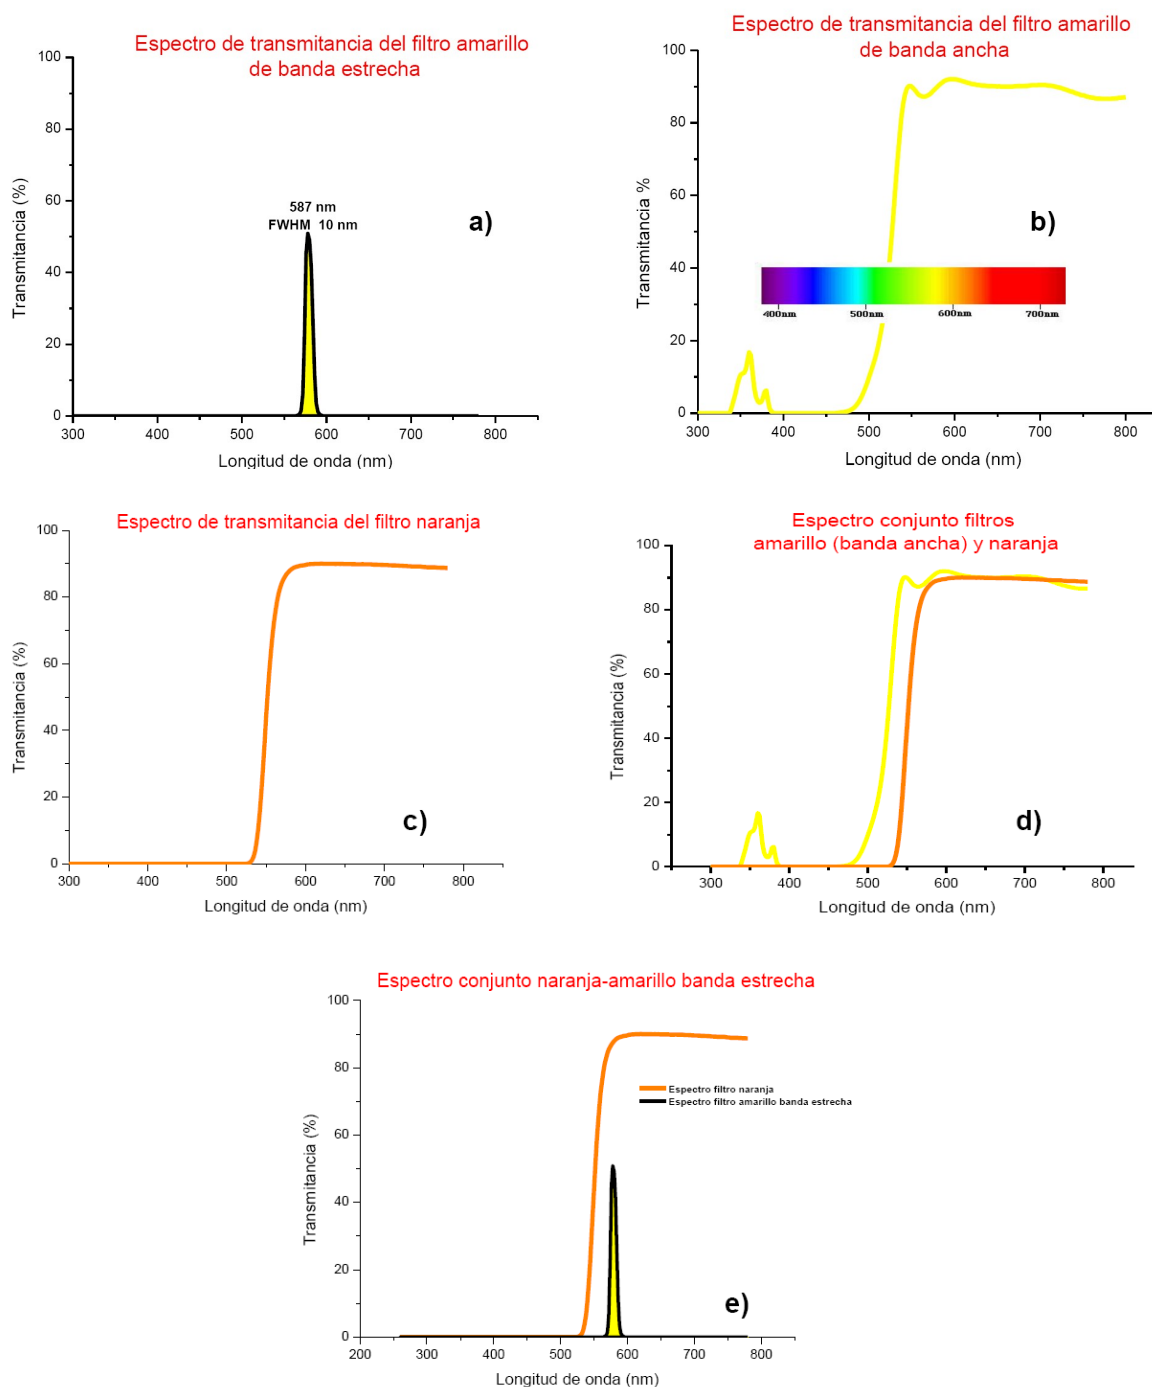 Espectro de transmitancia del filtro amarillo
de banda estrecha
100
80
60
40
20
0
Transmitancia (%)
587 nm
FWHM 10 nm
a)
300 400 500 600 700 800
Longitud de onda (nm)
Espectro de transmitancia del filtro amarillo
de banda ancha
100
80
60
40
20
0
Transmitancia %
b)
400nm 500nm 600nm 700nm
300 400 500 600 700 800
Longitud de onda (nm)
Espectro de transmitancia del filtro naranja
100
80
60
40
20
0
Transmitancia (%)
c)
300 400 500 600 700 800
Longitud de onda (nm)
Espectro conjunto filtros
amarillo (banda ancha) y naranja
100
80
60
40
20
0
Transmitancia (%)
d)
300 400 500 600 700 800
Longitud de onda (nm)
Espectro conjunto naranja-amarillo banda estrecha
100
80
60
40
20
0
Transmitancia (%)
Espectro filtro naranja
Espectro filtro amarillo banda estrecha
e)
200 300 400 500 600 700 800
Longitud de onda (nm)